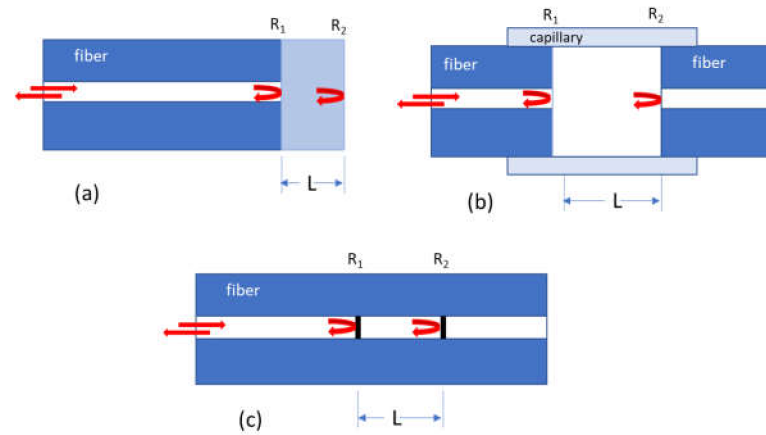 R1 R2
fiber
L
(a)
R1 R2
capillary
fiber fiber
L
(b)
R1 R2
fiber
L
(c)